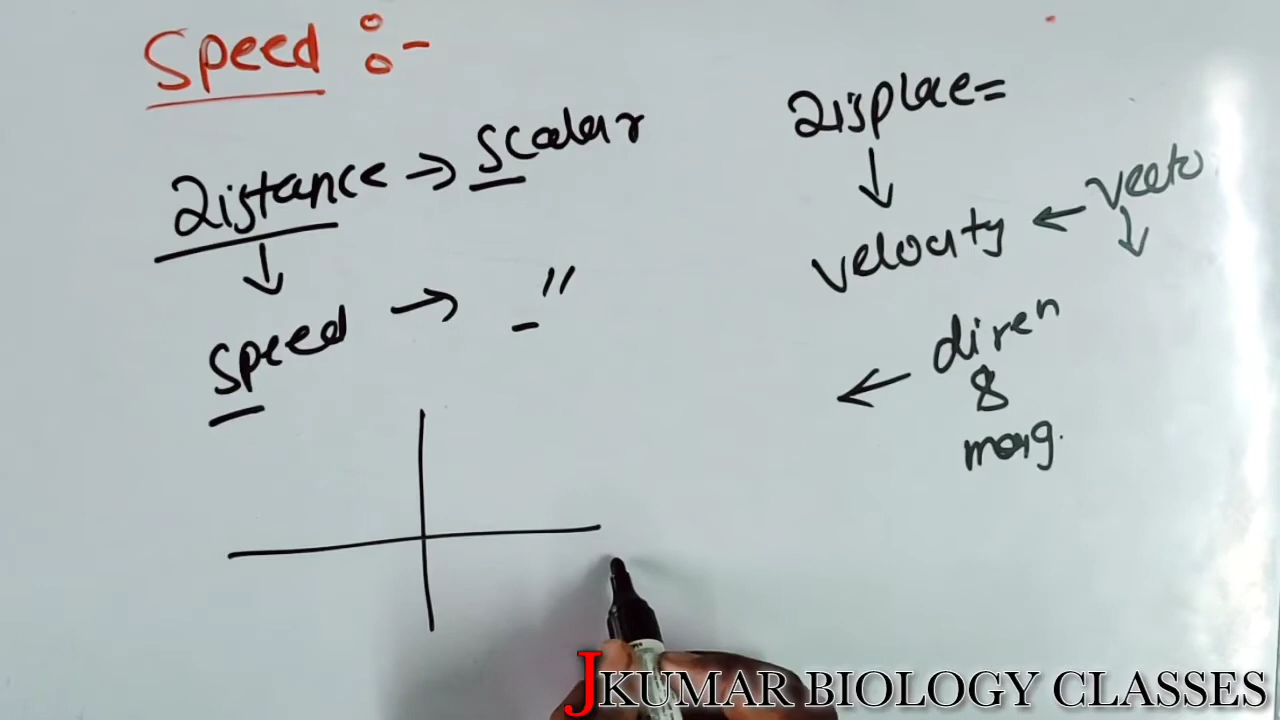 Speed :-
Distance → Scalar
↓
Speed → - "
Displace=
↓
velocity ← vecto
↓
← diren
&
mag.
JKUMAR BIOLOGY CLASSES